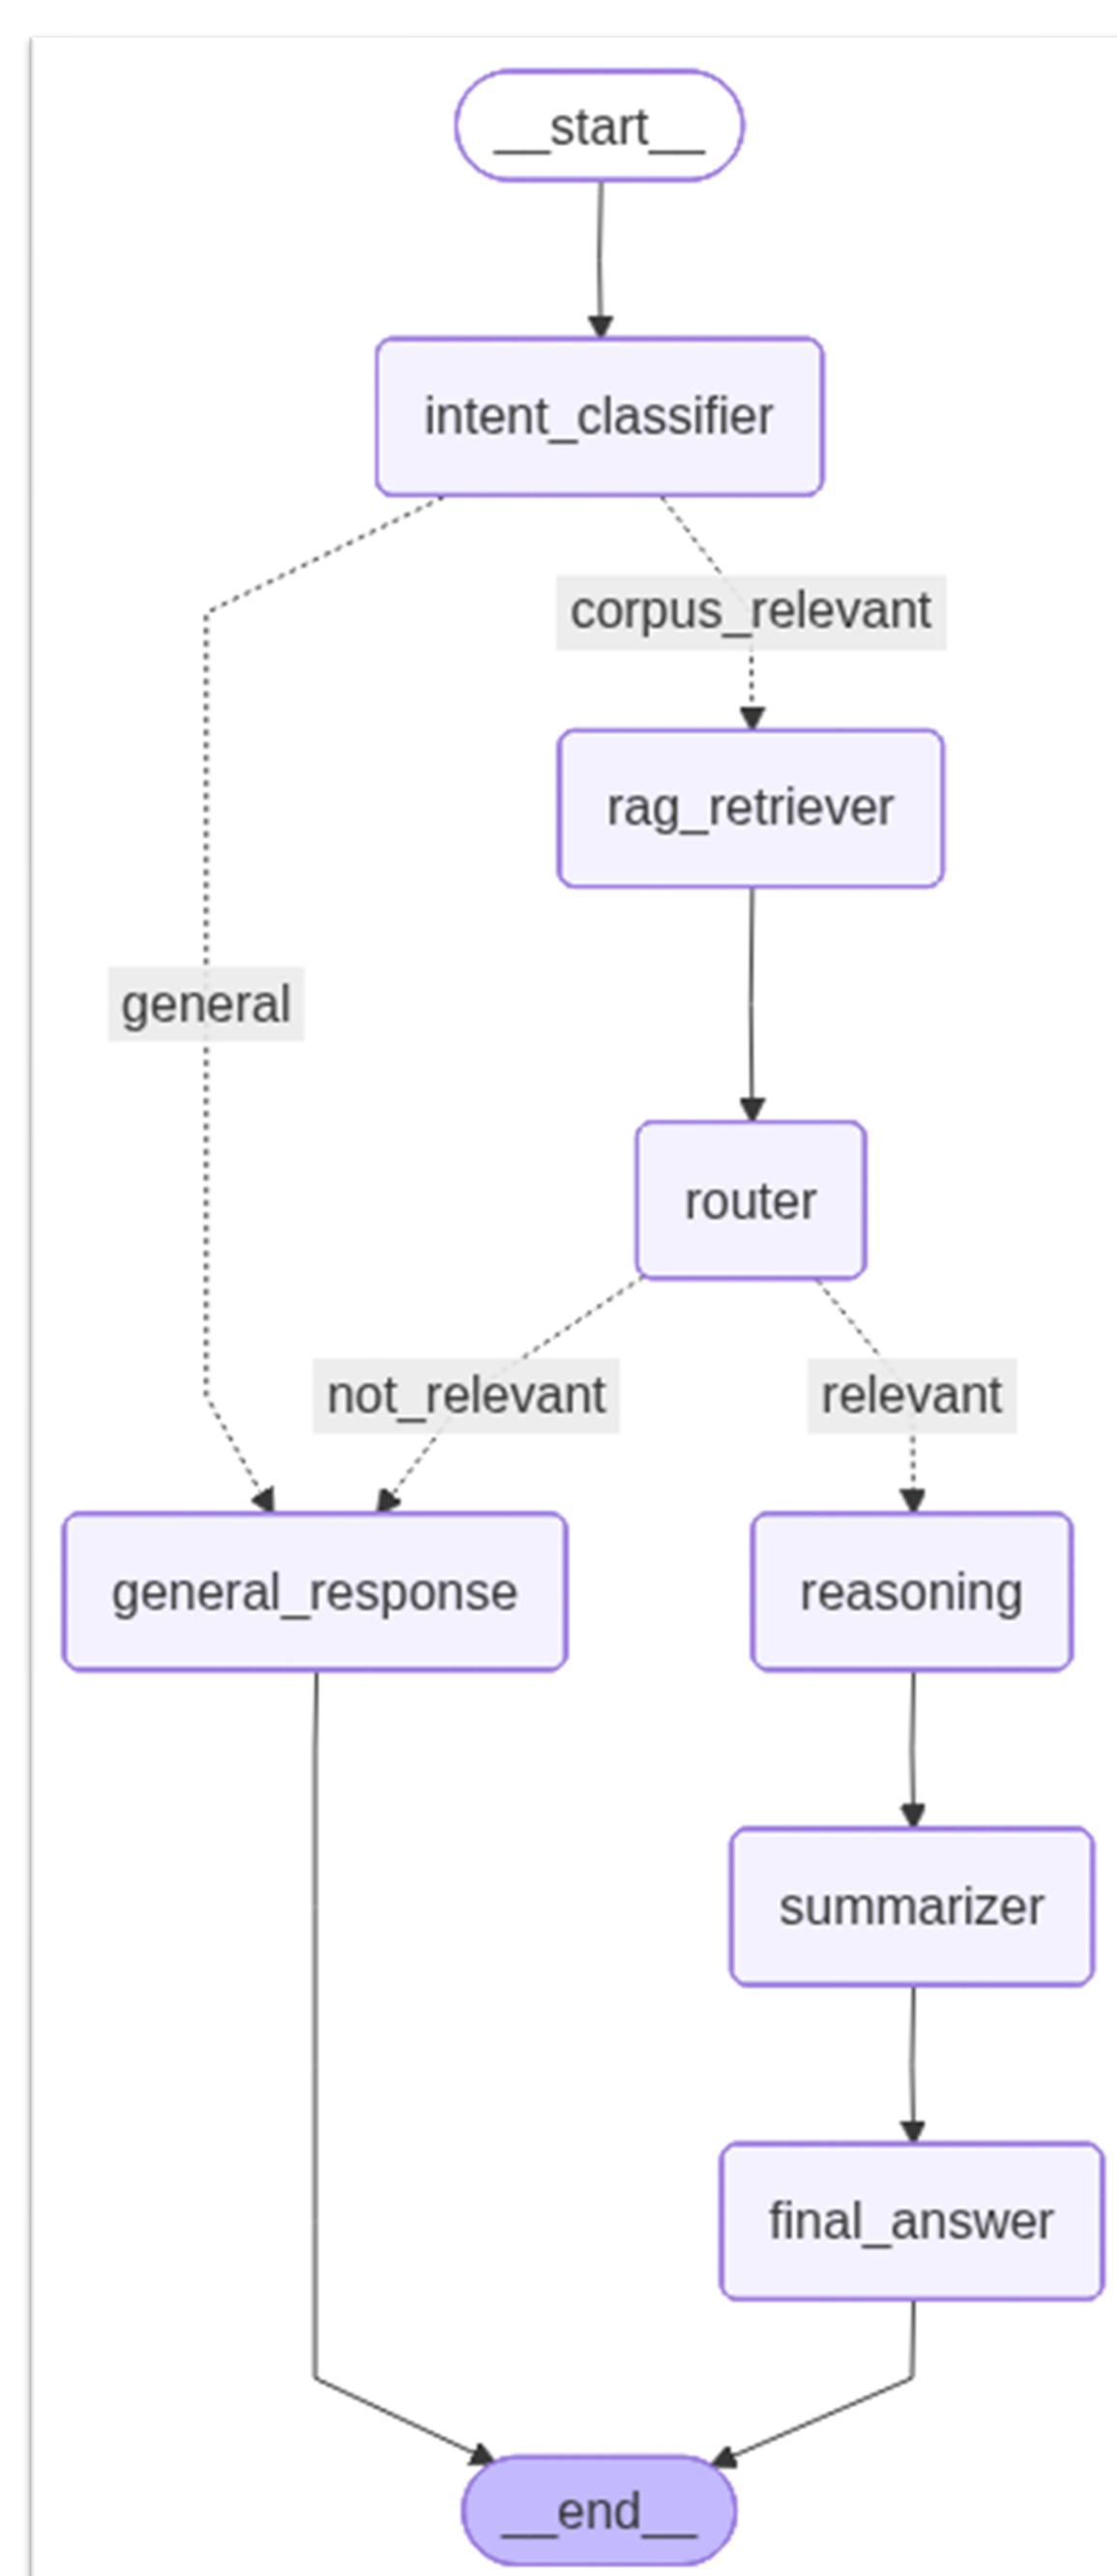 __start__
intent_classifier
corpus_relevant
rag_retriever
general
router
not_relevant
relevant
general_response
reasoning
summarizer
final_answer
__end__